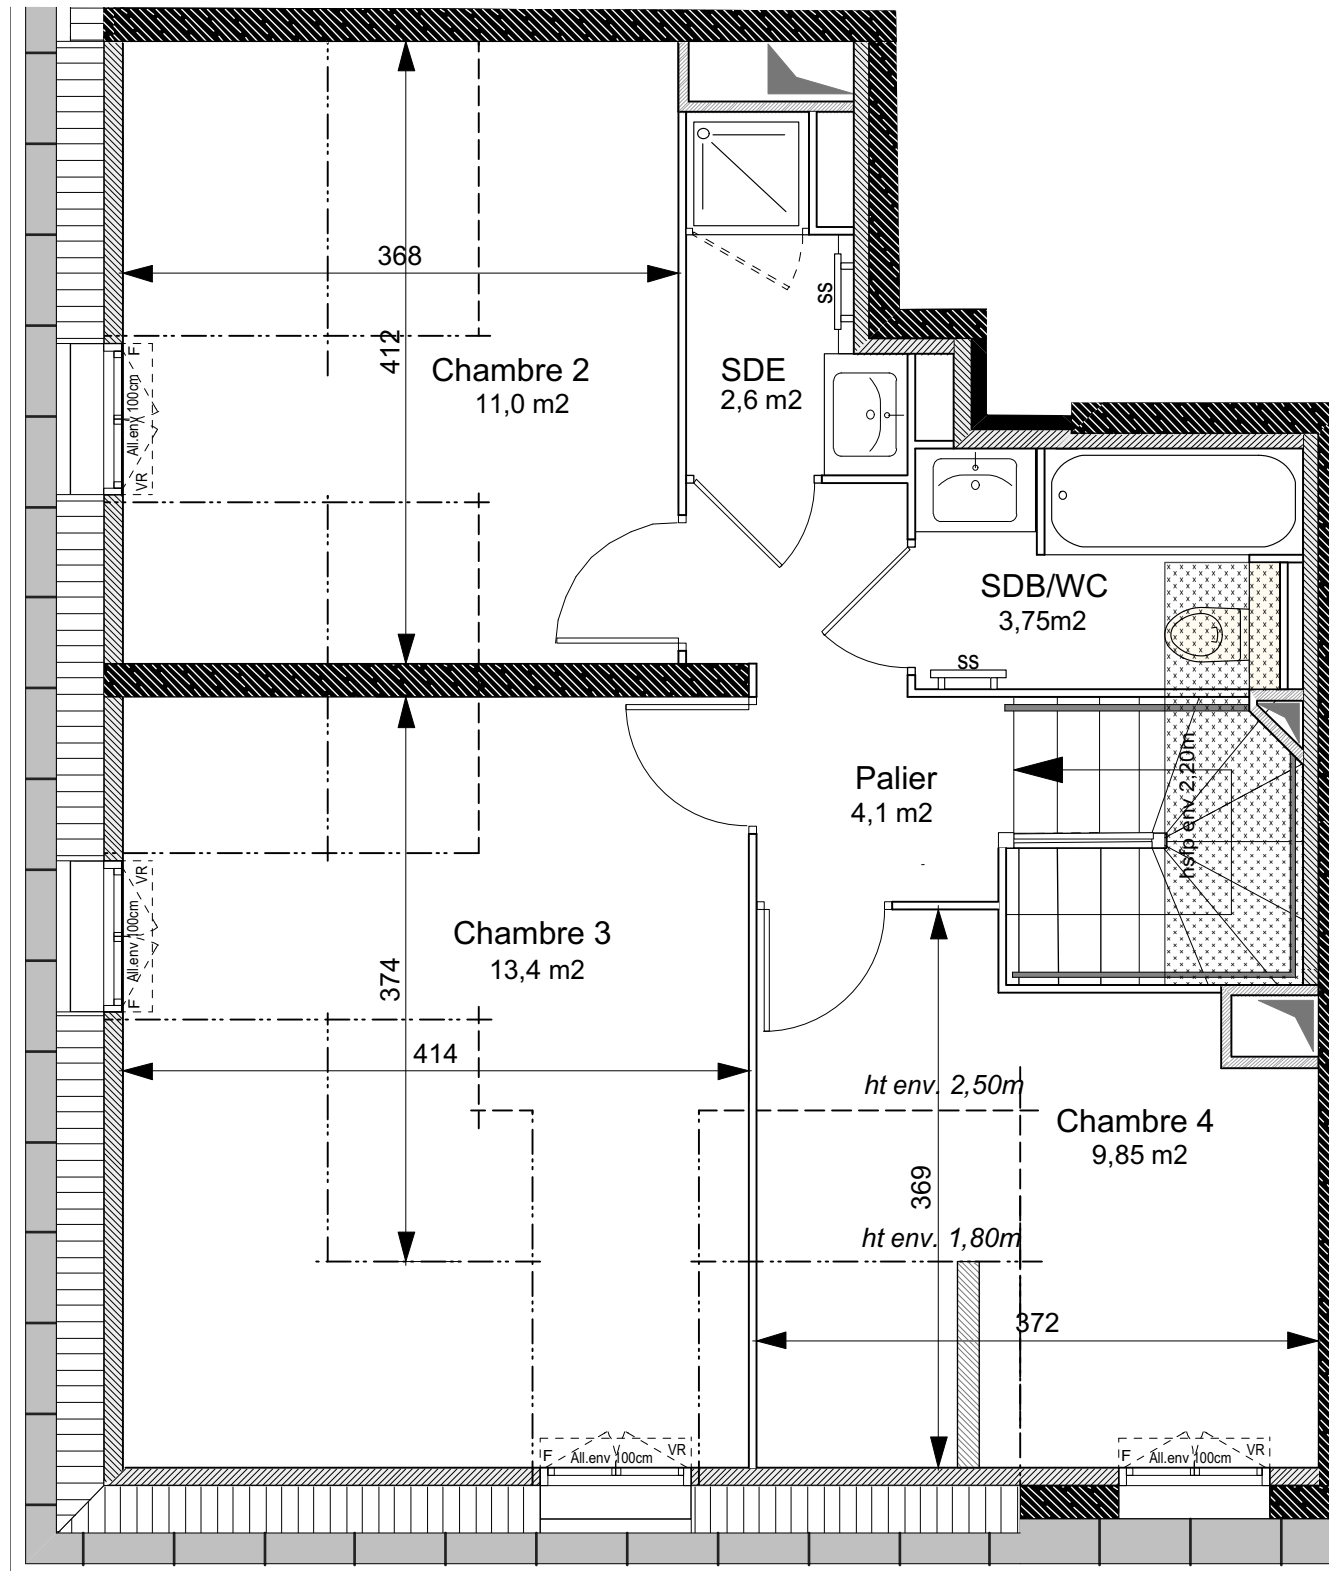 368
412
Chambre 2
11,0 m2
SDE
2,6 m2
SS
F
All.env 100cm
VR
SDB/WC
3,75m2
SS
Palier
4,1 m2
hsfp env 2,20m
VR
All.env 100cm
F
Chambre 3
13,4 m2
374
414
ht env. 2,50m
Chambre 4
9,85 m2
369
ht env. 1,80m
372
F
All.env 100cm
VR
F
All.env 100cm
VR